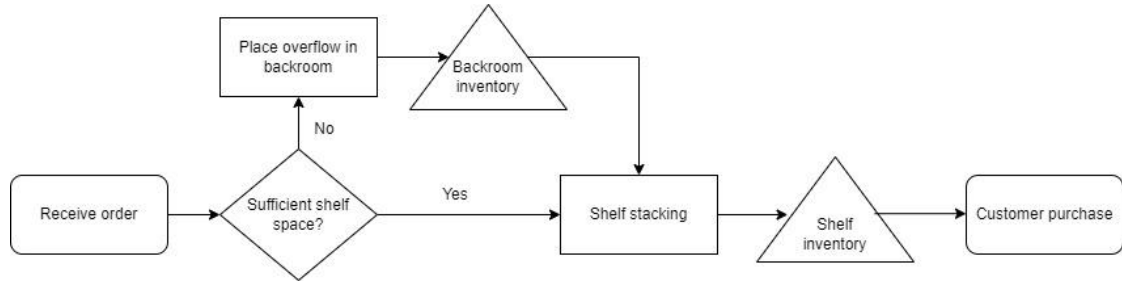 Place overflow in
backroom
Backroom
inventory
No
Yes
Receive order
Sufficient shelf
space?
Shelf stacking
Shelf
inventory
Customer purchase